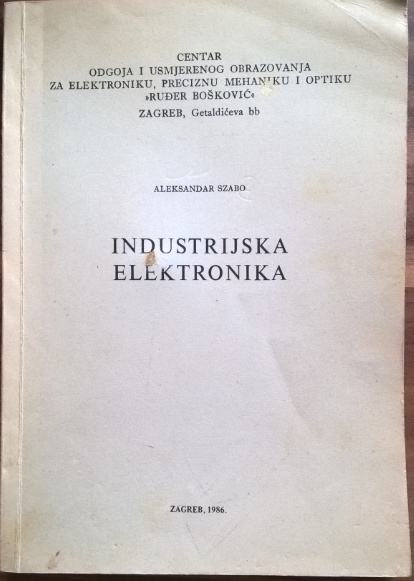 CENTAR
ODGOJA I USMJERENOG OBRAZOVANJA
ZA ELEKTRONIKU, PRECIZNU MEHANIKU I OPTIKU
»RUĐER BOŠKOVIĆ«
ZAGREB, Getaldićeva bb
ALEKSANDAR SZABO
INDUSTRIJSKA
ELEKTRONIKA
ZAGREB, 1986.